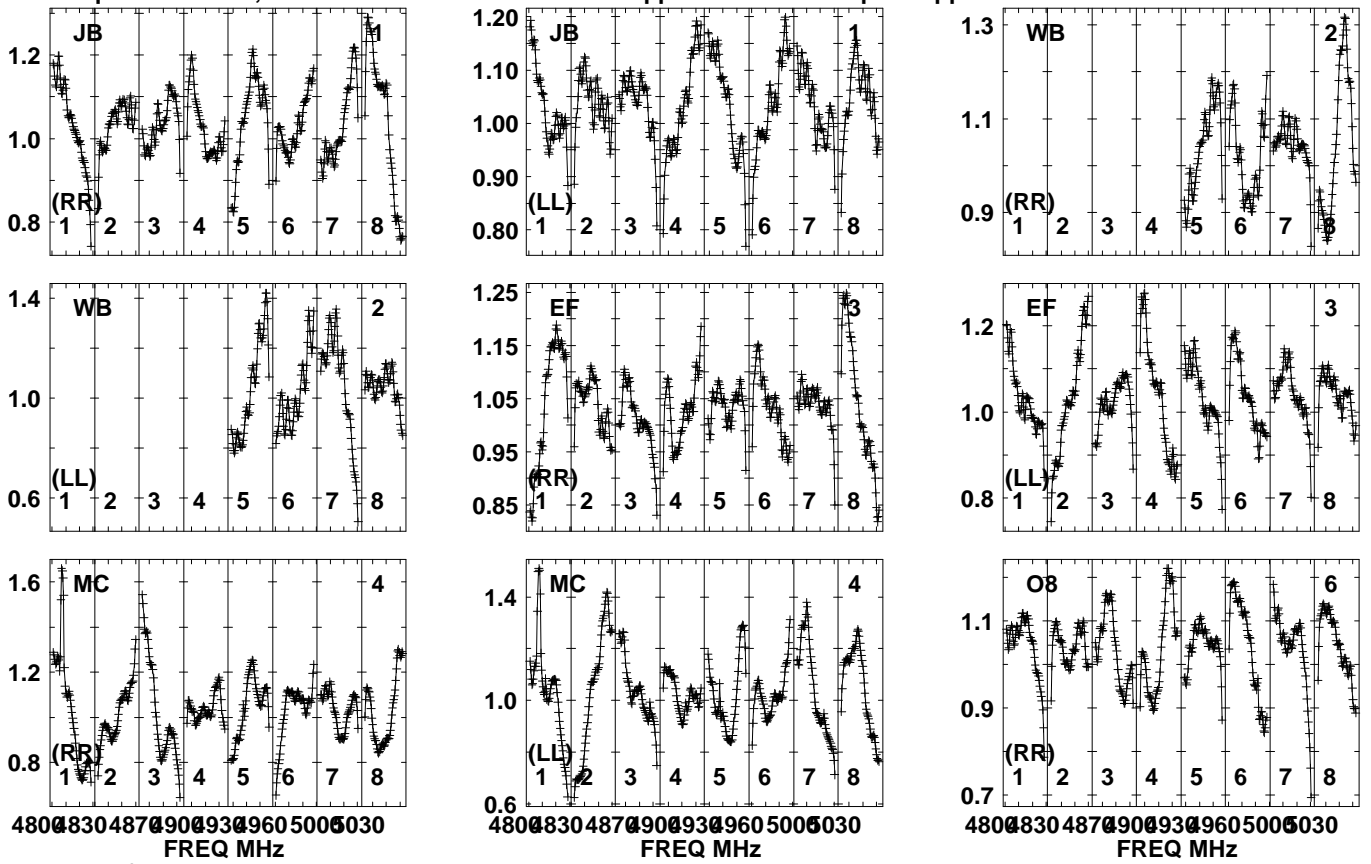 JB 1
1.2
1.0
0.8
(RR)
1 2 3 4 5 6 7 8
JB 1
1.20
1.10
1.00
0.90
0.80
(LL)
1 2 3 4 5 6 7 8
WB 2
1.3
1.1
0.9
(RR)
1 2 3 4 5 6 7 8
WB 2
1.4
1.0
0.6
(LL)
1 2 3 4 5 6 7 8
EF 3
1.25
1.15
1.05
0.95
0.85
(RR)
1 2 3 4 5 6 7 8
EF 3
1.2
1.0
0.8
(LL)
1 2 3 4 5 6 7 8
MC 4
1.6
1.2
0.8
(RR)
1 2 3 4 5 6 7 8
4800 4830 4870 4900 4930 4960 5000 5030
FREQ MHz
MC 4
1.4
1.0
0.6
(LL)
1 2 3 4 5 6 7 8
4800 4830 4870 4900 4930 4960 5000 5030
FREQ MHz
O8 6
1.1
0.9
0.7
(RR)
1 2 3 4 5 6 7 8
4800 4830 4870 4900 4930 4960 5000 5030
FREQ MHz